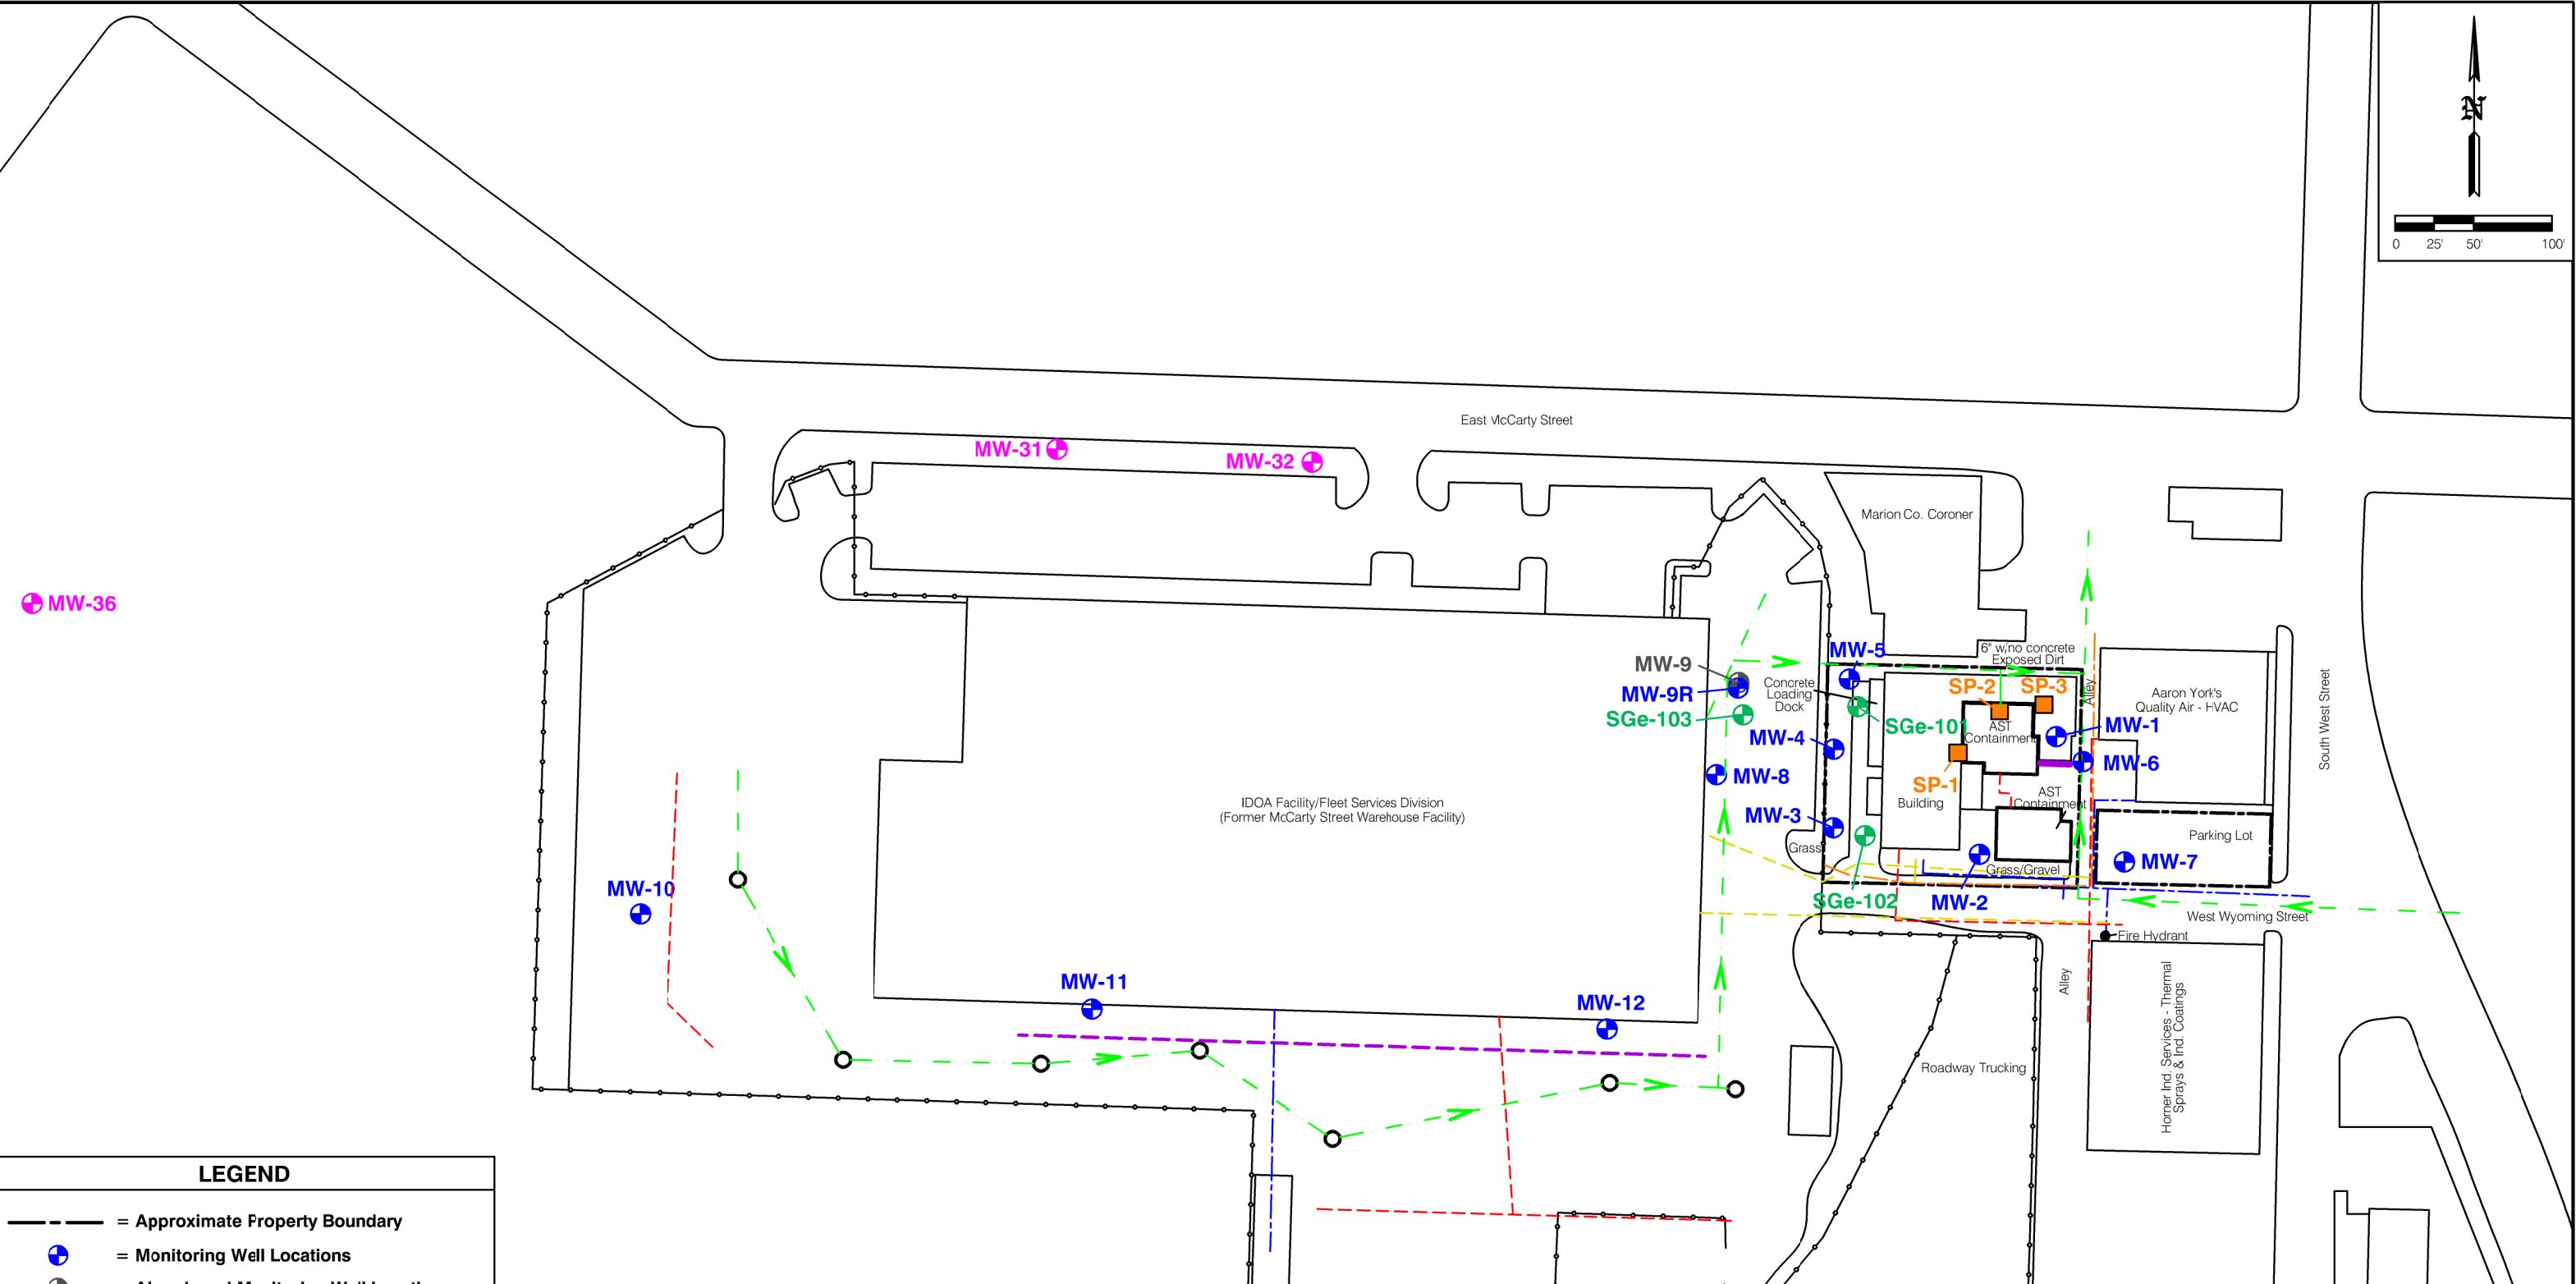 N
0 25' 50' 100'
East McCarty Street
MW-31
MW-32
Marion Co. Coroner
MW-36
MW-5
6" w/no concrete
Exposed Dirt
MW-9
MW-9R
SGe-103
Concrete
Loading
Dock
SP-2
SP-3
Alley
Aaron York's
Quality Air - HVAC
South West Street
SGe-101
AST
Containment
MW-1
MW-4
MW-6
MW-8
SP-1
IDOA Facility/Fleet Services Division
(Former McCarty Street Warehouse Facility)
Building
AST
Containment
MW-3
Parking Lot
Grass
MW-7
Grass/Gravel
MW-10
SGe-102
MW-2
West Wyoming Street
Fire Hydrant
MW-11
MW-12
Alley
Horner Ind. Services - Thermal
Sprays & Ind. Coatings
Roadway Trucking
LEGEND
= Approximate Property Boundary
= Monitoring Well Locations